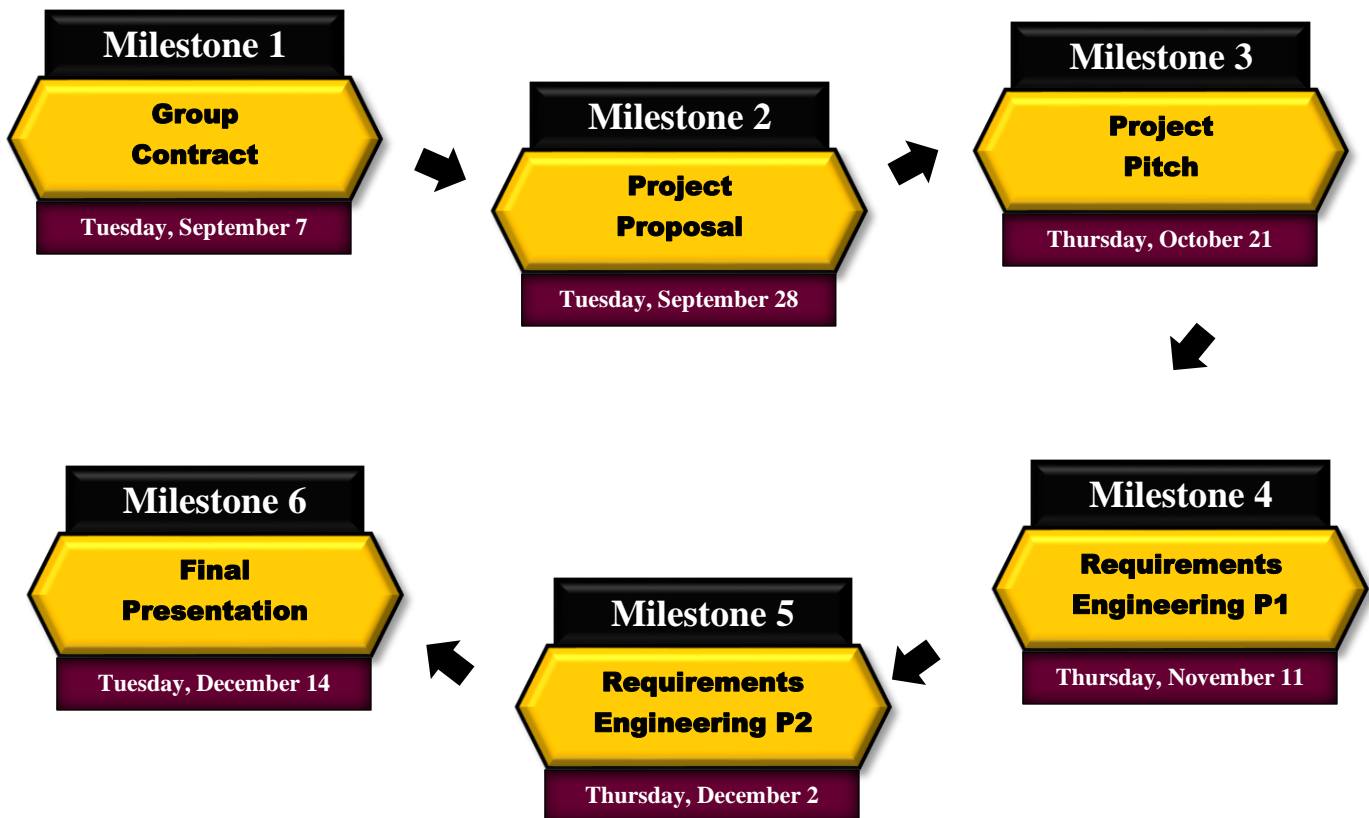 Milestone 1
Group
Contract
Tuesday, September 7
Milestone 2
Project
Proposal
Tuesday, September 28
Milestone 3
Project
Pitch
Thursday, October 21
Milestone 4
Requirements
Engineering P1
Thursday, November 11
Milestone 5
Requirements
Engineering P2
Thursday, December 2
Milestone 6
Final
Presentation
Tuesday, December 14